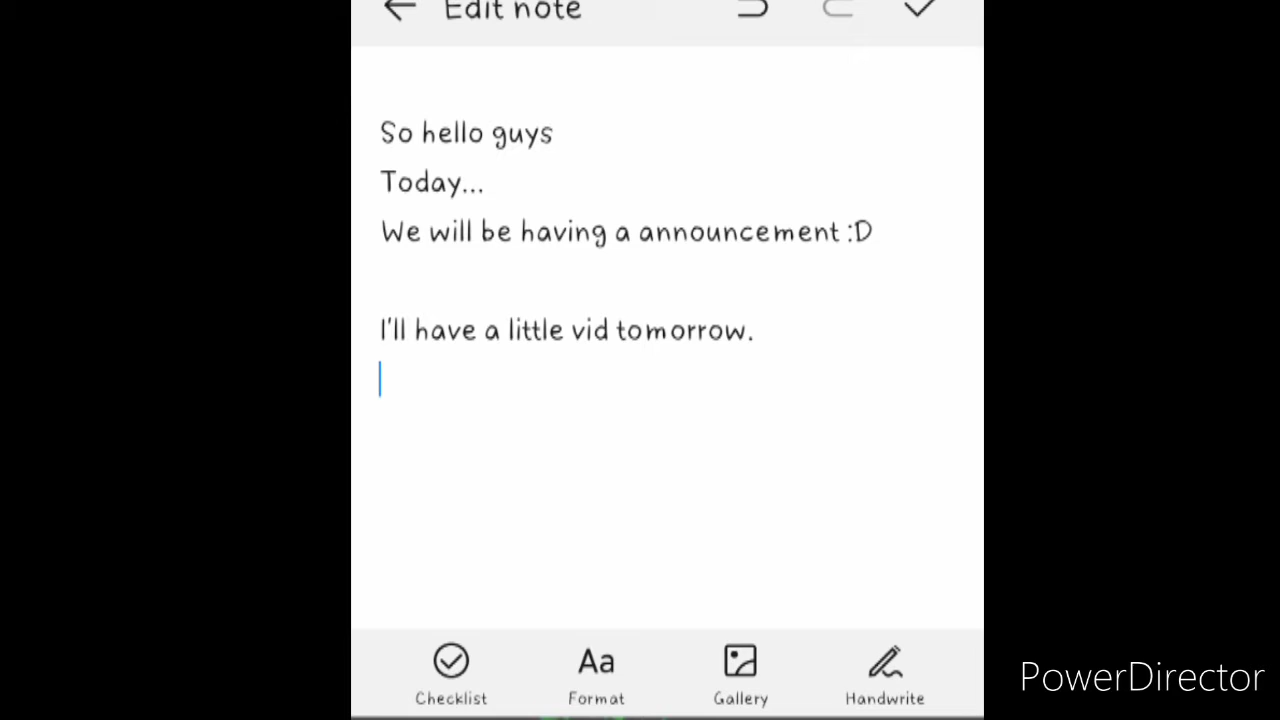 Edit note
So hello guys
Today...
We will be having a announcement :D
I'll have a little vid tomorrow.
Checklist
Aa
Format
Gallery
Handwrite
PowerDirector